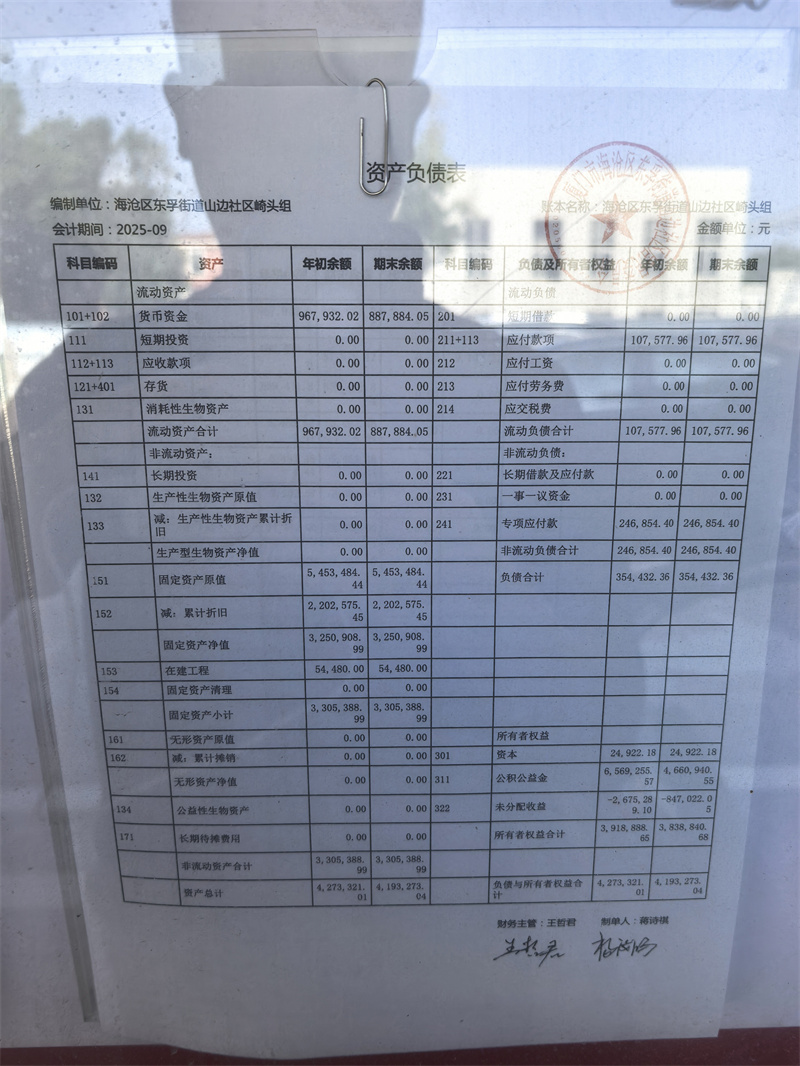 资产负债表
编制单位：海沧区东孚街道山边社区崎头组 账本名称：海沧区东孚街道山边社区崎头组
会计期间：2025-09 金额单位：元
科目编码 资产 年初余额 期末余额 科目编码 负债及所有者权益 年初余额 期末余额
流动资产 流动负债
101+102 货币资金 967,932.02 887,884.05 201 短期借款 0.00 0.00
111 短期投资 0.00 0.00 211+113 应付款项 107,577.96 107,577.96
112+113 应收款项 0.00 0.00 212 应付工资 0.00 0.00
121+401 存货 0.00 0.00 213 应付劳务费 0.00 0.00
131 消耗性生物资产 0.00 0.00 214 应交税费 0.00 0.00
流动资产合计 967,932.02 887,884.05 流动负债合计 107,577.96 107,577.96
非流动资产： 非流动负债：
141 长期投资 0.00 0.00 221 长期借款及应付款 0.00 0.00
132 生产性生物资产原值 0.00 0.00 231 一事一议资金 0.00 0.00
133 减：生产性生物资产累计折旧 0.00 0.00 241 专项应付款 246,854.40 246,854.40
生产型生物资产净值 0.00 0.00 非流动负债合计 246,854.40 246,854.40
151 固定资产原值 5,453,484.44 5,453,484.44 负债合计 354,432.36 354,432.36
152 减：累计折旧 2,202,575.45 2,202,575.45
固定资产净值 3,250,908.99 3,250,908.99
153 在建工程 54,480.00 54,480.00
154 固定资产清理 0.00 0.00
固定资产小计 3,305,388.99 3,305,388.99
161 无形资产原值 0.00 0.00 所有者权益
162 减：累计摊销 0.00 0.00 301 资本 24,922.18 24,922.18
无形资产净值 0.00 0.00 311 公积公益金 6,569,255.57 4,660,940.55
134 公益性生物资产 0.00 0.00 322 未分配收益 -2,675,289.10 -847,022.05
171 长期待摊费用 0.00 0.00 所有者权益合计 3,918,888.65 3,838,840.68
非流动资产合计 3,305,388.99 3,305,388.99
资产总计 4,273,321.01 4,193,273.04 负债与所有者权益合计 4,273,321.01 4,193,273.04
财务主管：王哲君 制单人：蒋诗祺